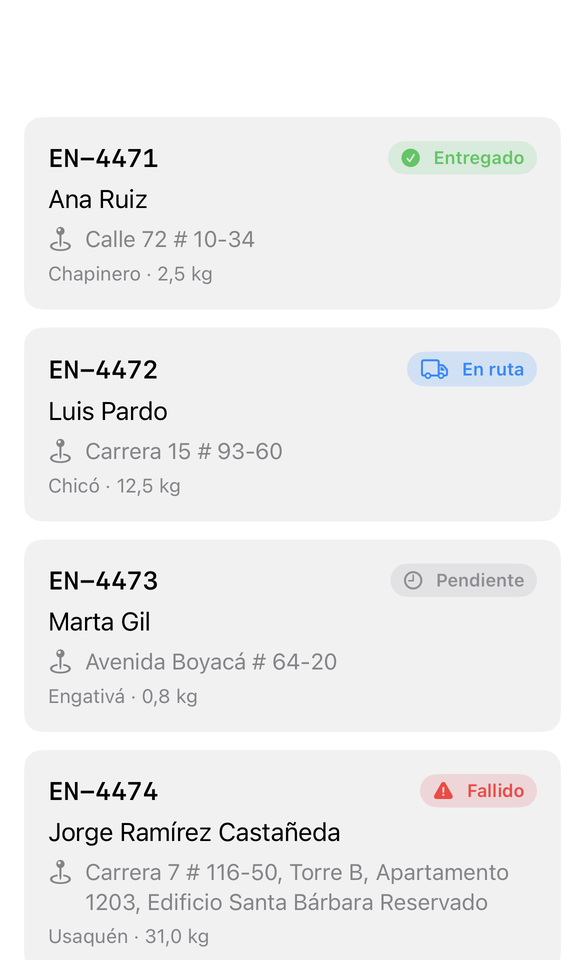 EN–4471
Entregado
Ana Ruiz
Calle 72 # 10-34
Chapinero · 2,5 kg
EN–4472
En ruta
Luis Pardo
Carrera 15 # 93-60
Chicó · 12,5 kg
EN–4473
Pendiente
Marta Gil
Avenida Boyacá # 64-20
Engativá · 0,8 kg
EN–4474
Fallido
Jorge Ramírez Castañeda
Carrera 7 # 116-50, Torre B, Apartamento
1203, Edificio Santa Bárbara Reservado
Usaquén · 31,0 kg